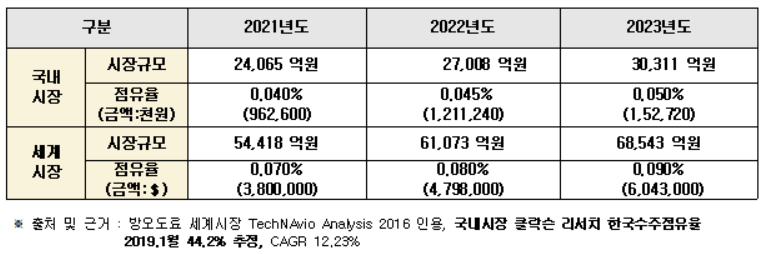 구분 2021년도 2022년도 2023년도
국내 시장 시장규모 24,065 억원 27,008 억원 30,311 억원
점유율 (금액:천원) 0.040% (962,600) 0.045% (1,211,240) 0.050% (1,52,720)
세계 시장 시장규모 54,418 억원 61,073 억원 68,543 억원
점유율 (금액:$) 0.070% (3,800,000) 0.080% (4,798,000) 0.090% (6,043,000)
※ 출처 및 근거 : 방오도료 세계시장 TechNAvio Analysis 2016 인용, 국내시장 클락슨 리서치 한국수주점유율
2019.1월 44.2% 추정, CAGR 12.23%